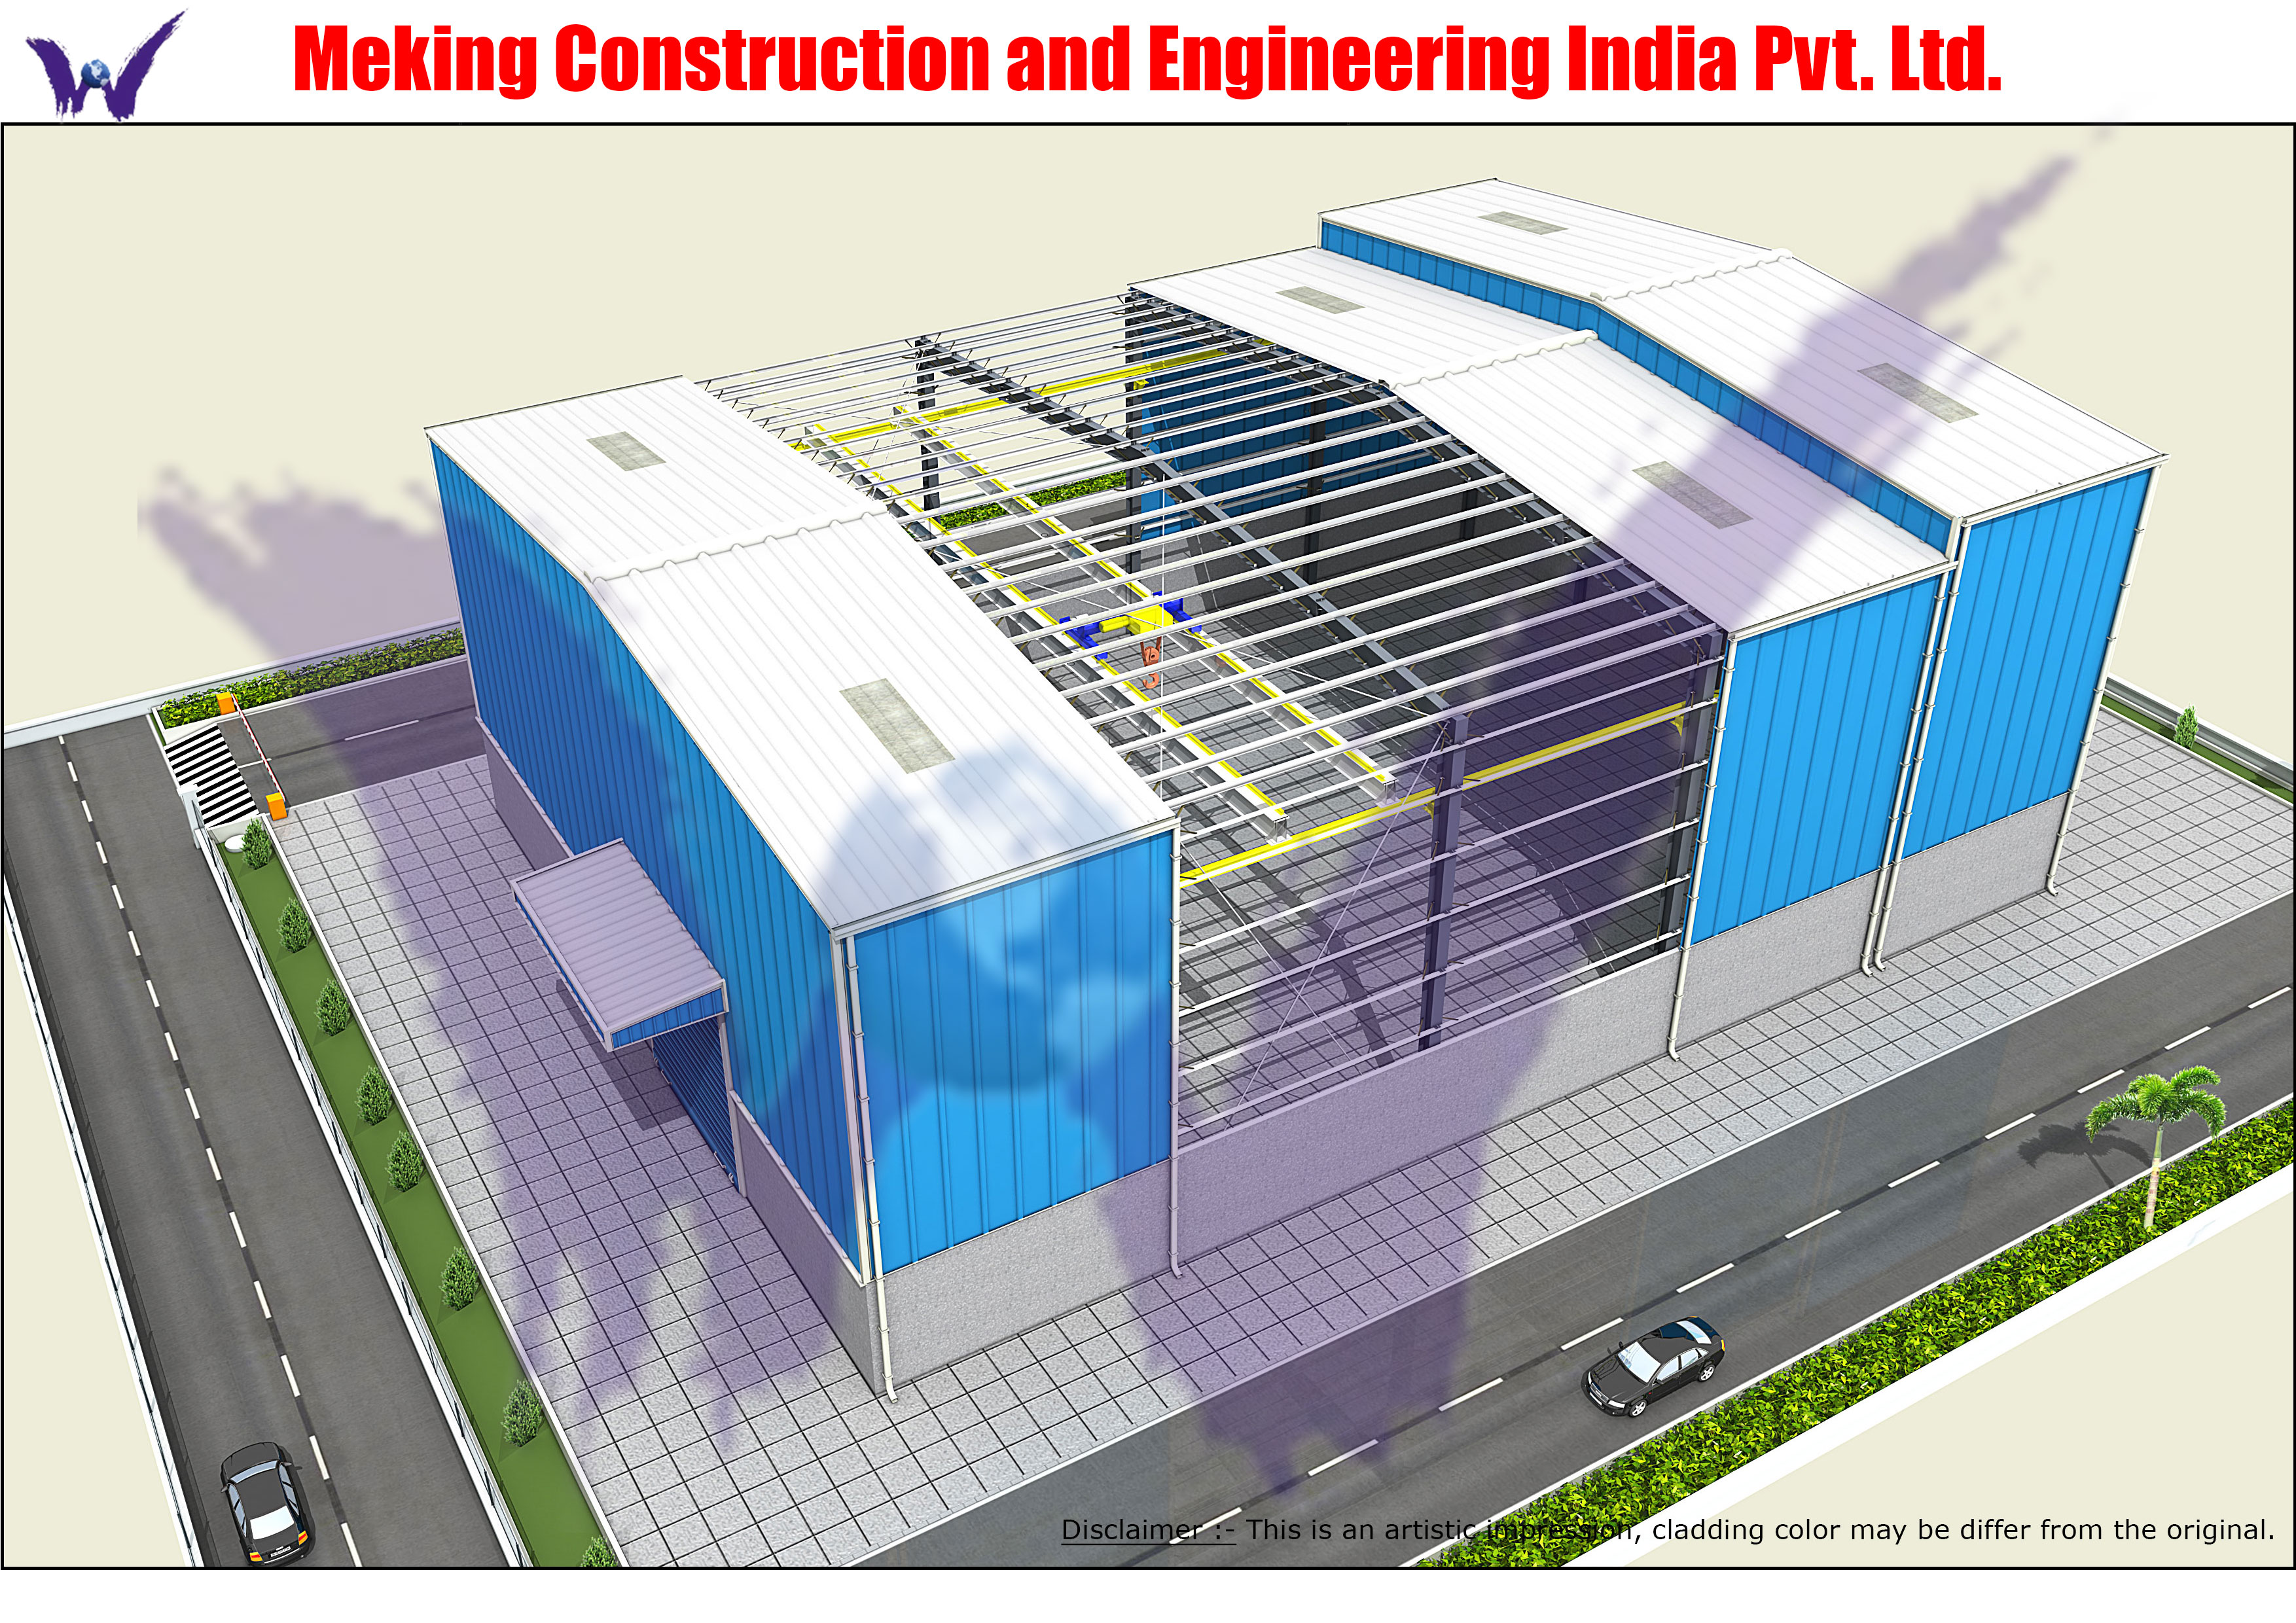 Meking Construction and Engineering India Pvt. Ltd.
Disclaimer :- This is an artistic impression, cladding color may be differ from the original.